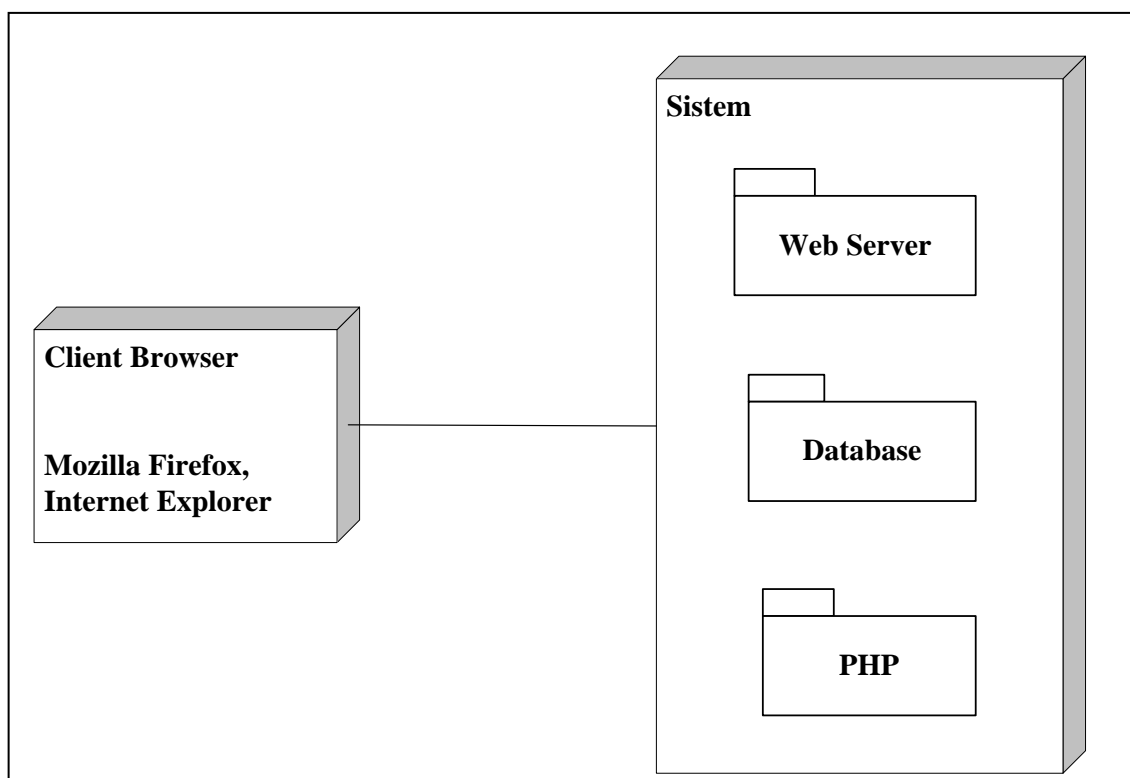 Client Browser
Mozilla Firefox,
Internet Explorer
Sistem
Web Server
Database
PHP